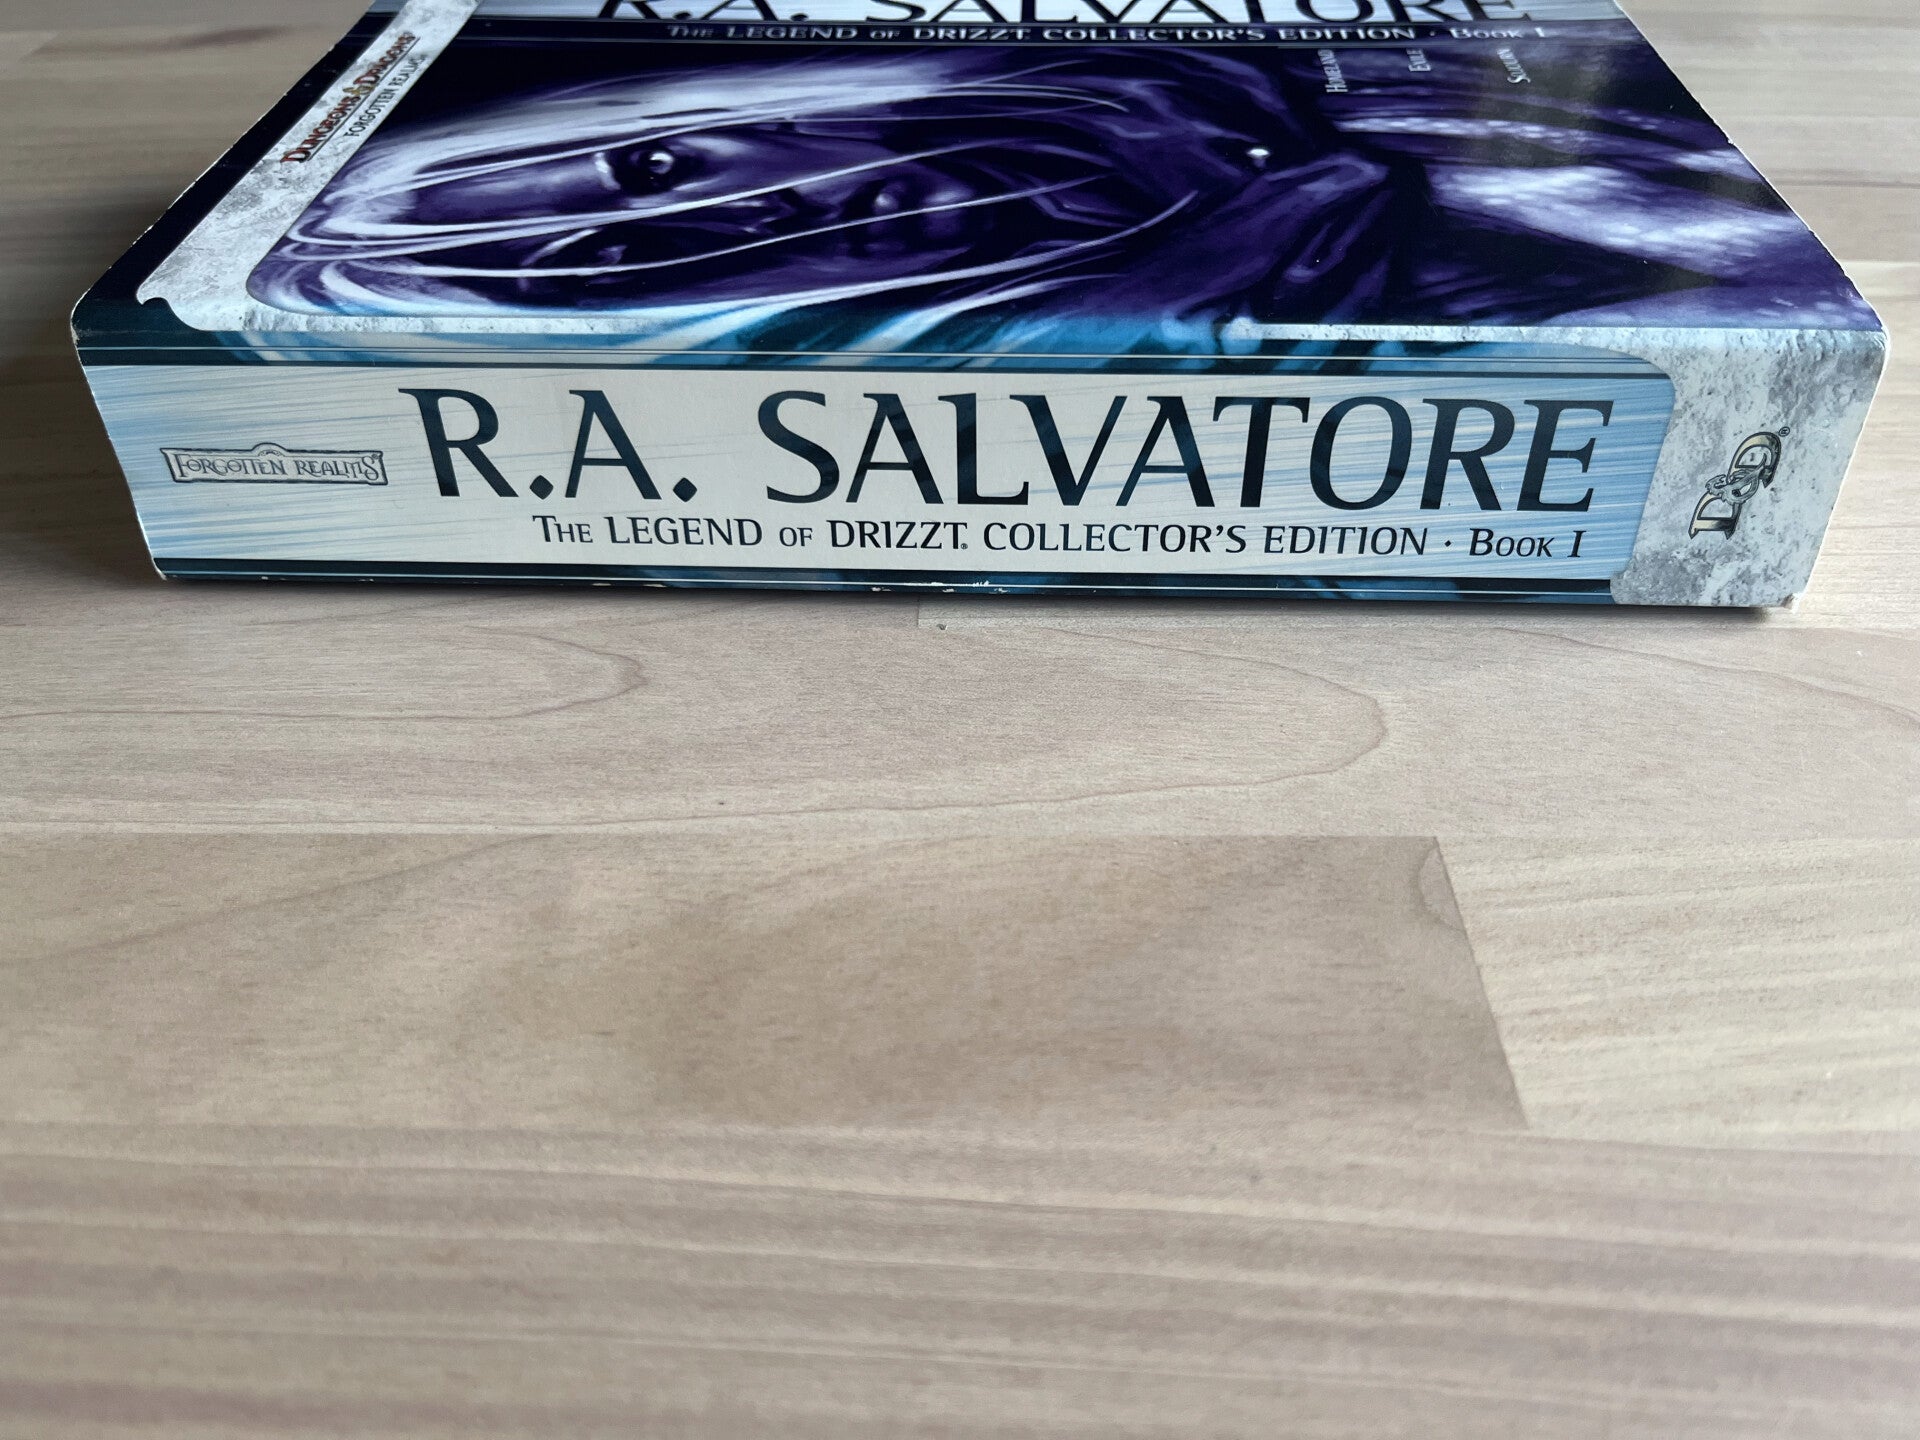 R.A. SALVATORE
THE LEGEND OF DRIZZT COLLECTOR'S EDITION · BOOK I
HOMELAND
EXILE
SOJOURN
DUNGEONS & DRAGONS
FORGOTTEN REALMS
FORGOTTEN REALMS®
R.A. SALVATORE
THE LEGEND OF DRIZZT® COLLECTOR'S EDITION · BOOK I
D&D®